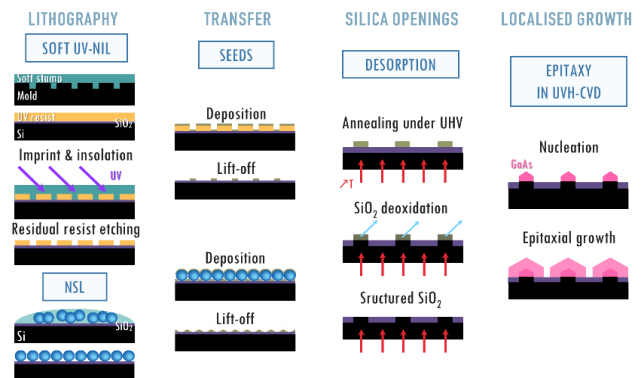 LITHOGRAPHY
SOFT UV-NIL
Soft stamp
Mold
UV resist
SiO₂
Si
Imprint & insolation
UV
Residual resist etching
NSL
SiO₂
Si
TRANSFER
SEEDS
Deposition
Lift-off
Deposition
Lift-off
SILICA OPENINGS
DESORPTION
Annealing under UHV
↗T
SiO₂ deoxidation
Sructured SiO₂
LOCALISED GROWTH
EPITAXY
IN UVH-CVD
Nucleation
GaAs
Epitaxial growth